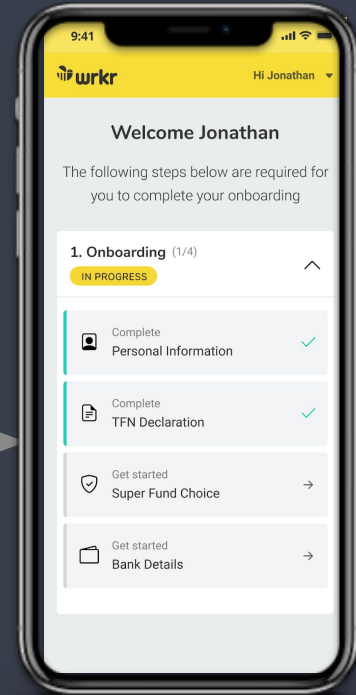 9:41
wrkr
Hi Jonathan
Welcome Jonathan
The following steps below are required for
you to complete your onboarding
1. Onboarding (1/4)
IN PROGRESS
Complete
Personal Information
Complete
TFN Declaration
Get started
Super Fund Choice
Get started
Bank Details